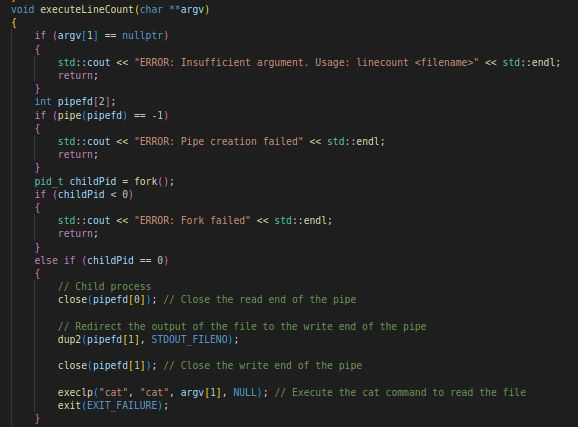 void executeLineCount(char **argv)
{
    if (argv[1] == nullptr)
    {
        std::cout << "ERROR: Insufficient argument. Usage: linecount <filename>" << std::endl;
        return;
    }
    int pipefd[2];
    if (pipe(pipefd) == -1)
    {
        std::cout << "ERROR: Pipe creation failed" << std::endl;
        return;
    }
    pid_t childPid = fork();
    if (childPid < 0)
    {
        std::cout << "ERROR: Fork failed" << std::endl;
        return;
    }
    else if (childPid == 0)
    {
        // Child process
        close(pipefd[0]); // Close the read end of the pipe

        // Redirect the output of the file to the write end of the pipe
        dup2(pipefd[1], STDOUT_FILENO);

        close(pipefd[1]); // Close the write end of the pipe

        execlp("cat", "cat", argv[1], NULL); // Execute the cat command to read the file
        exit(EXIT_FAILURE);
    }